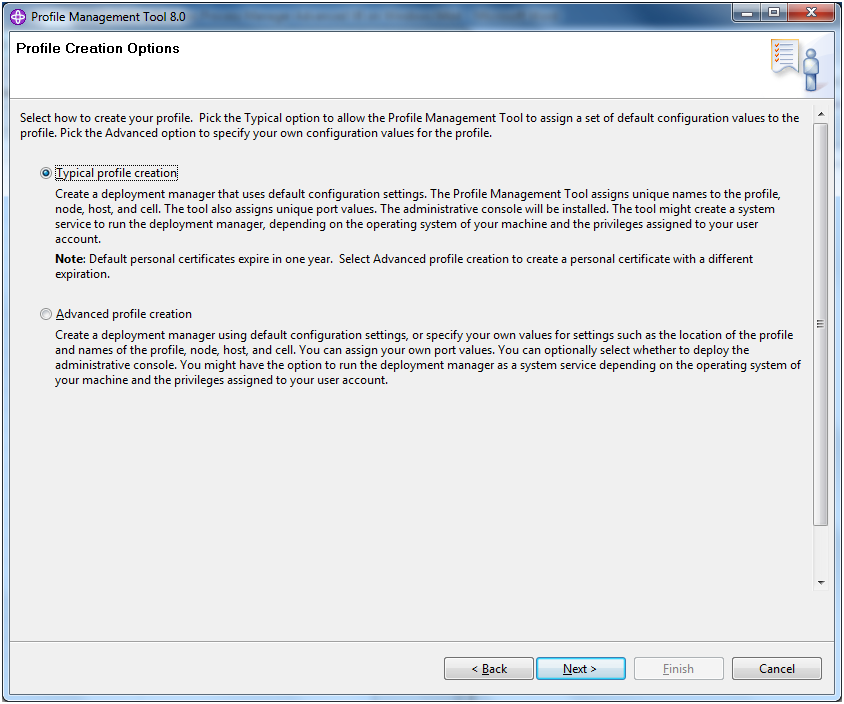 Profile Management Tool 8.0
Profile Creation Options
Select how to create your profile.  Pick the Typical option to allow the Profile Management Tool to assign a set of default configuration values to the
profile. Pick the Advanced option to specify your own configuration values for the profile.
Typical profile creation
Create a deployment manager that uses default configuration settings. The Profile Management Tool assigns unique names to the profile,
node, host, and cell. The tool also assigns unique port values. The administrative console will be installed. The tool might create a system
service to run the deployment manager, depending on the operating system of your machine and the privileges assigned to your user
account.
Note: Default personal certificates expire in one year.  Select Advanced profile creation to create a personal certificate with a different
expiration.
Advanced profile creation
Create a deployment manager using default configuration settings, or specify your own values for settings such as the location of the profile
and names of the profile, node, host, and cell. You can assign your own port values. You can optionally select whether to deploy the
administrative console. You might have the option to run the deployment manager as a system service depending on the operating system of
your machine and the privileges assigned to your user account.
< Back
Next >
Finish
Cancel